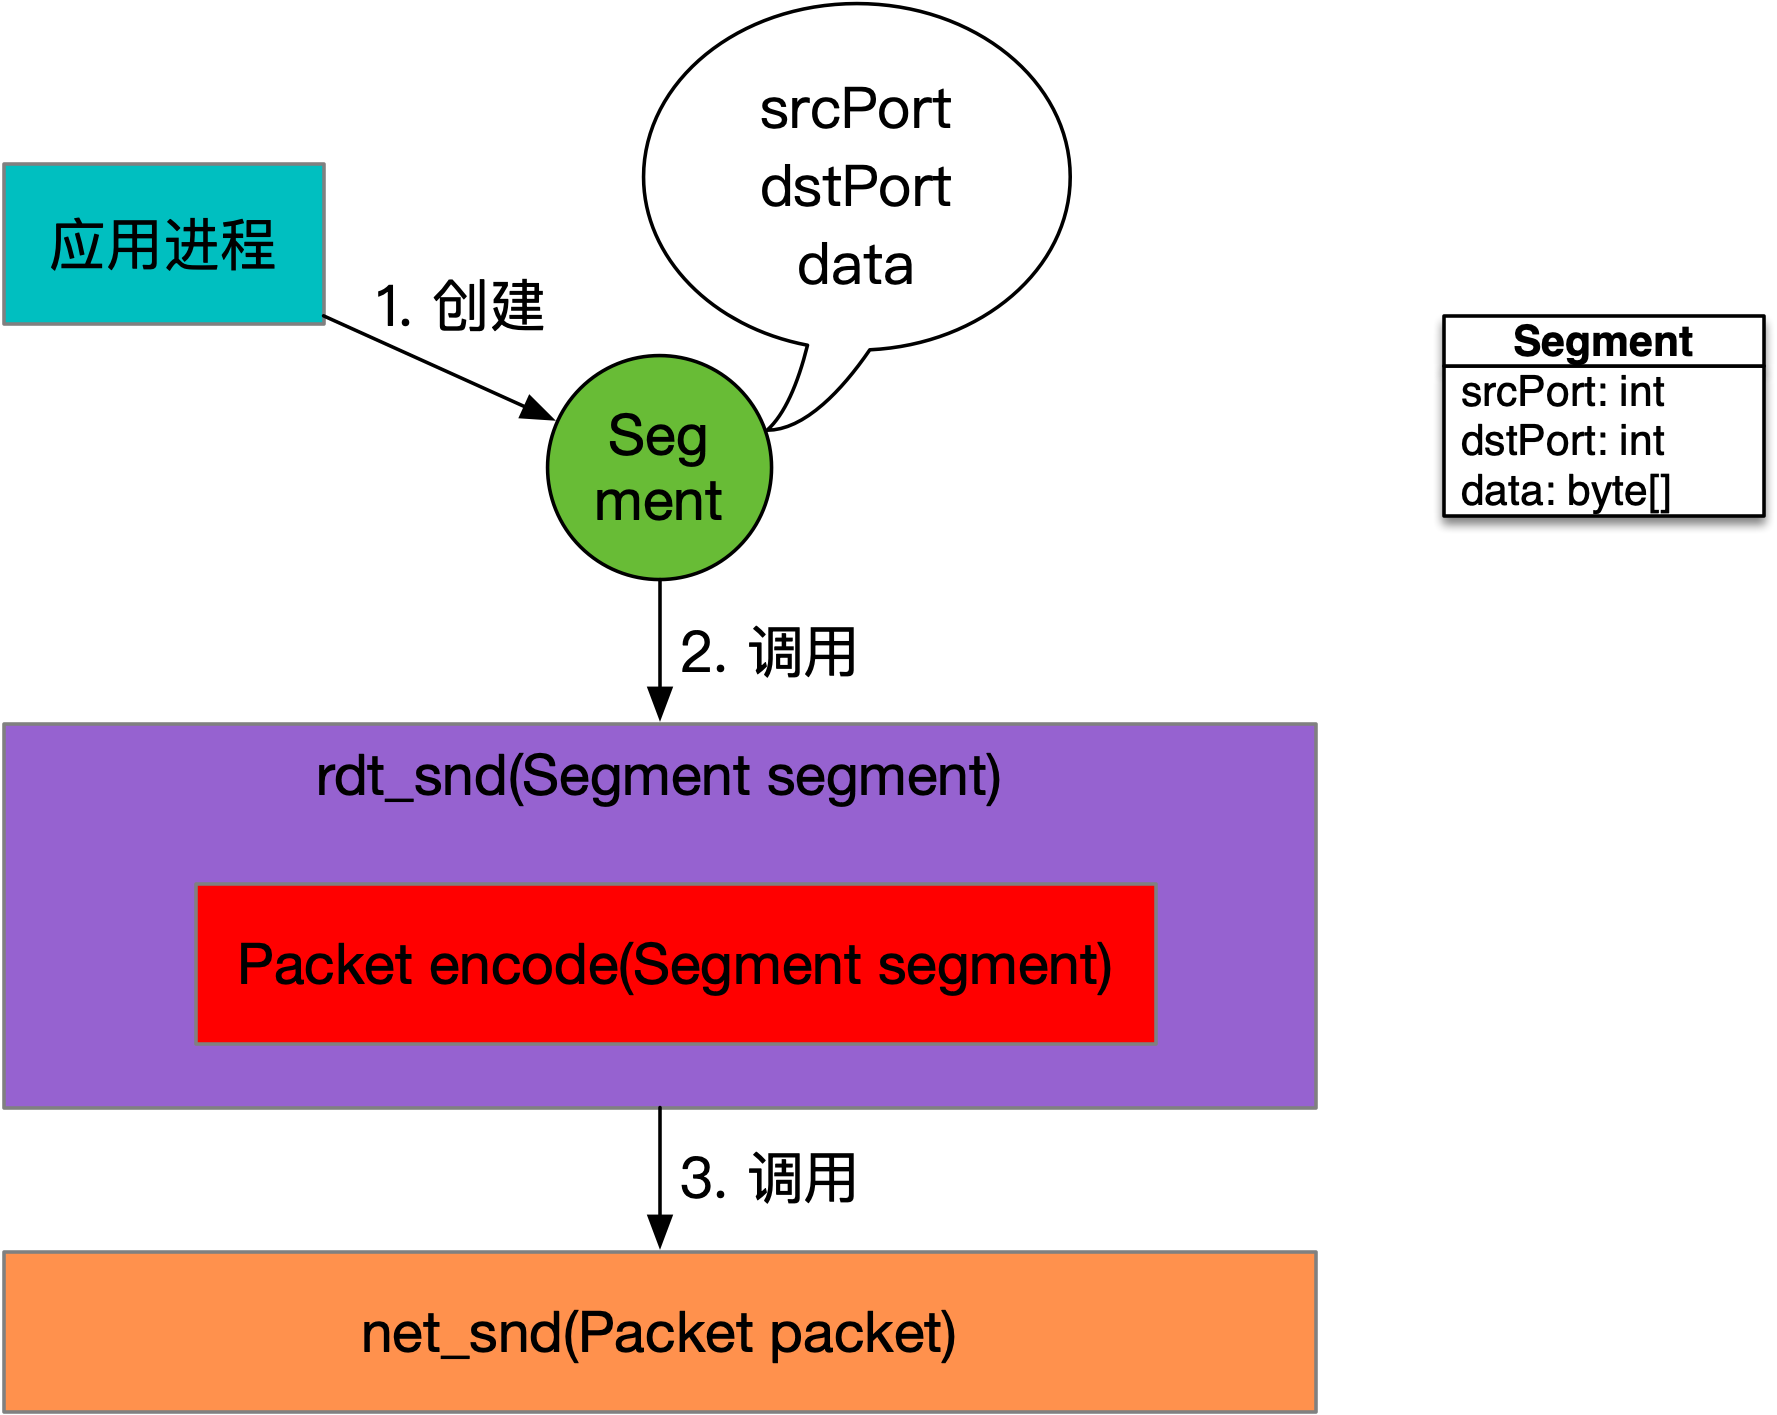 srcPort
dstPort
data
应用进程
1. 创建
Seg
ment
Segment
srcPort: int
dstPort: int
data: byte[]
2. 调用
rdt_snd(Segment segment)
Packet encode(Segment segment)
3. 调用
net_snd(Packet packet)